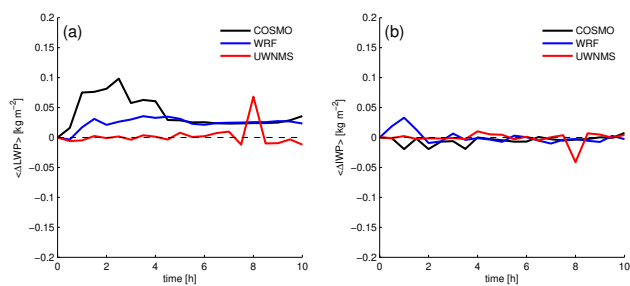 (a)
COSMO
WRF
UWNMS
0.2
0.15
0.1
0.05
0
−0.05
−0.1
−0.15
−0.2
<ΔLWP> [kg m⁻²]
0 2 4 6 8 10
time [h]
(b)
COSMO
WRF
UWNMS
0.2
0.15
0.1
0.05
0
−0.05
−0.1
−0.15
−0.2
<ΔIWP> [kg m⁻²]
0 2 4 6 8 10
time [h]